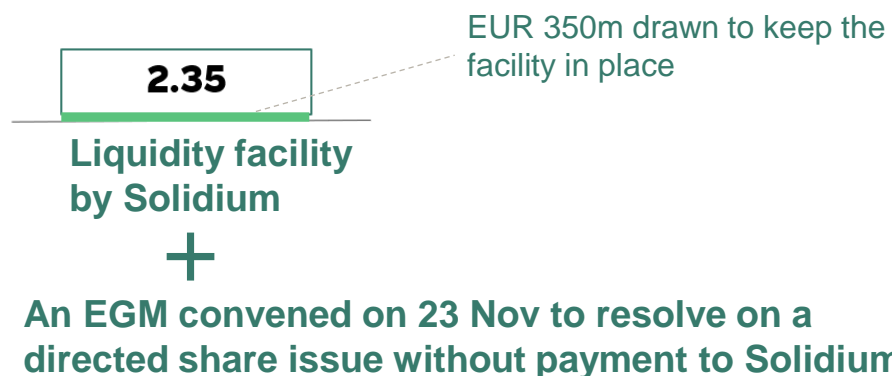 EUR 350m drawn to keep the
facility in place
2.35
Liquidity facility
by Solidium
+
An EGM convened on 23 Nov to resolve on a
directed share issue without payment to Solidium